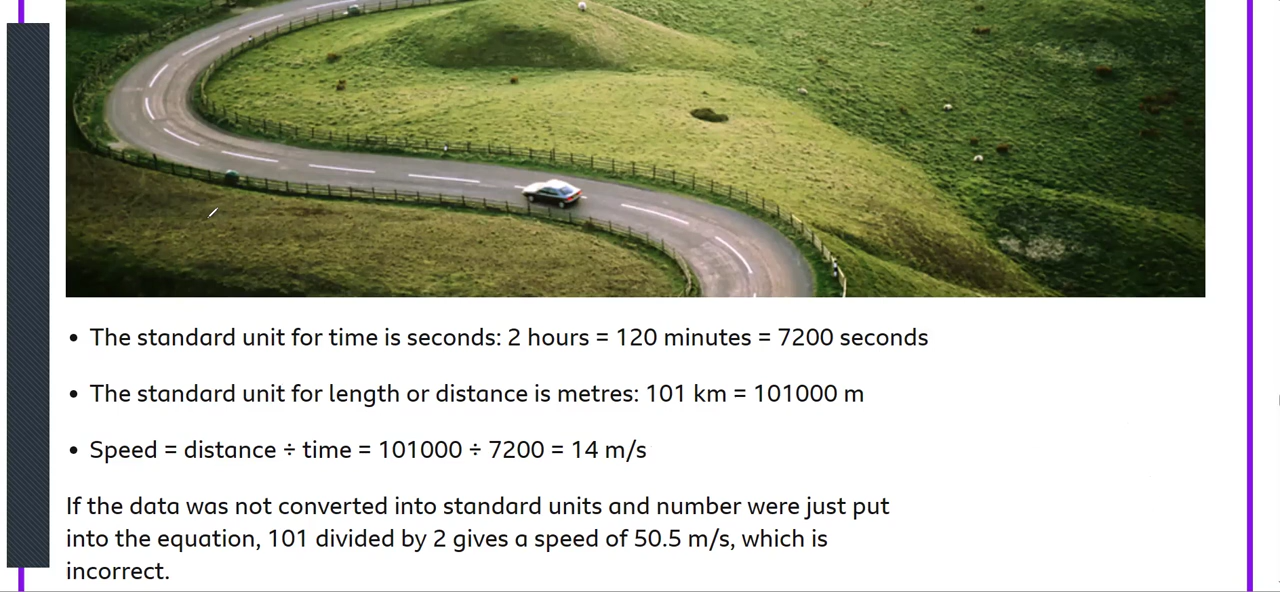 • The standard unit for time is seconds: 2 hours = 120 minutes = 7200 seconds
• The standard unit for length or distance is metres: 101 km = 101000 m
• Speed = distance ÷ time = 101000 ÷ 7200 = 14 m/s
If the data was not converted into standard units and number were just put
into the equation, 101 divided by 2 gives a speed of 50.5 m/s, which is
incorrect.